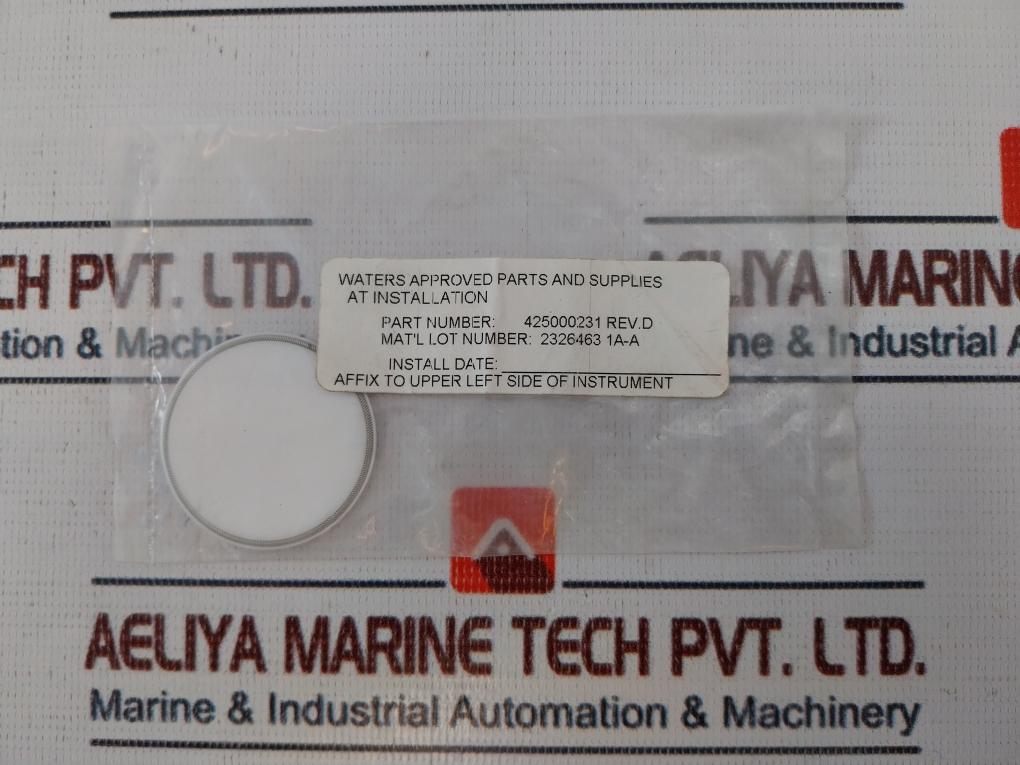 CH PVT. LTD.
tion & Machinery
AELIYA MARINE
ne & Industrial A
WATERS APPROVED PARTS AND SUPPLIES
AT INSTALLATION
PART NUMBER: 425000231 REV.D
MAT'L LOT NUMBER: 2326463 1A-A
INSTALL DATE:
AFFIX TO UPPER LEFT SIDE OF INSTRUMENT
AELIYA MARINE TECH PVT. LTD.
Marine & Industrial Automation & Machinery